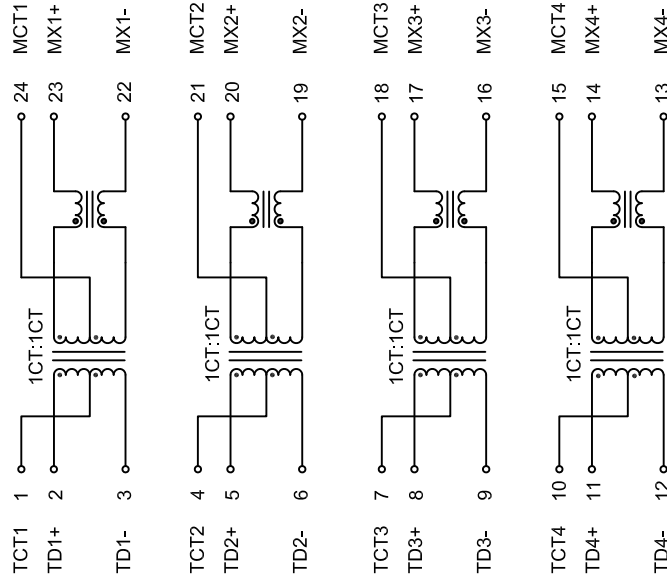 MCT1 MX1+ MX1- MCT2 MX2+ MX2- MCT3 MX3+ MX3- MCT4 MX4+ MX4-
24 23 22 21 20 19 18 17 16 15 14 13
1CT:1CT 1CT:1CT 1CT:1CT 1CT:1CT
1 2 3 4 5 6 7 8 9 10 11 12
TCT1 TD1+ TD1- TCT2 TD2+ TD2- TCT3 TD3+ TD3- TCT4 TD4+ TD4-